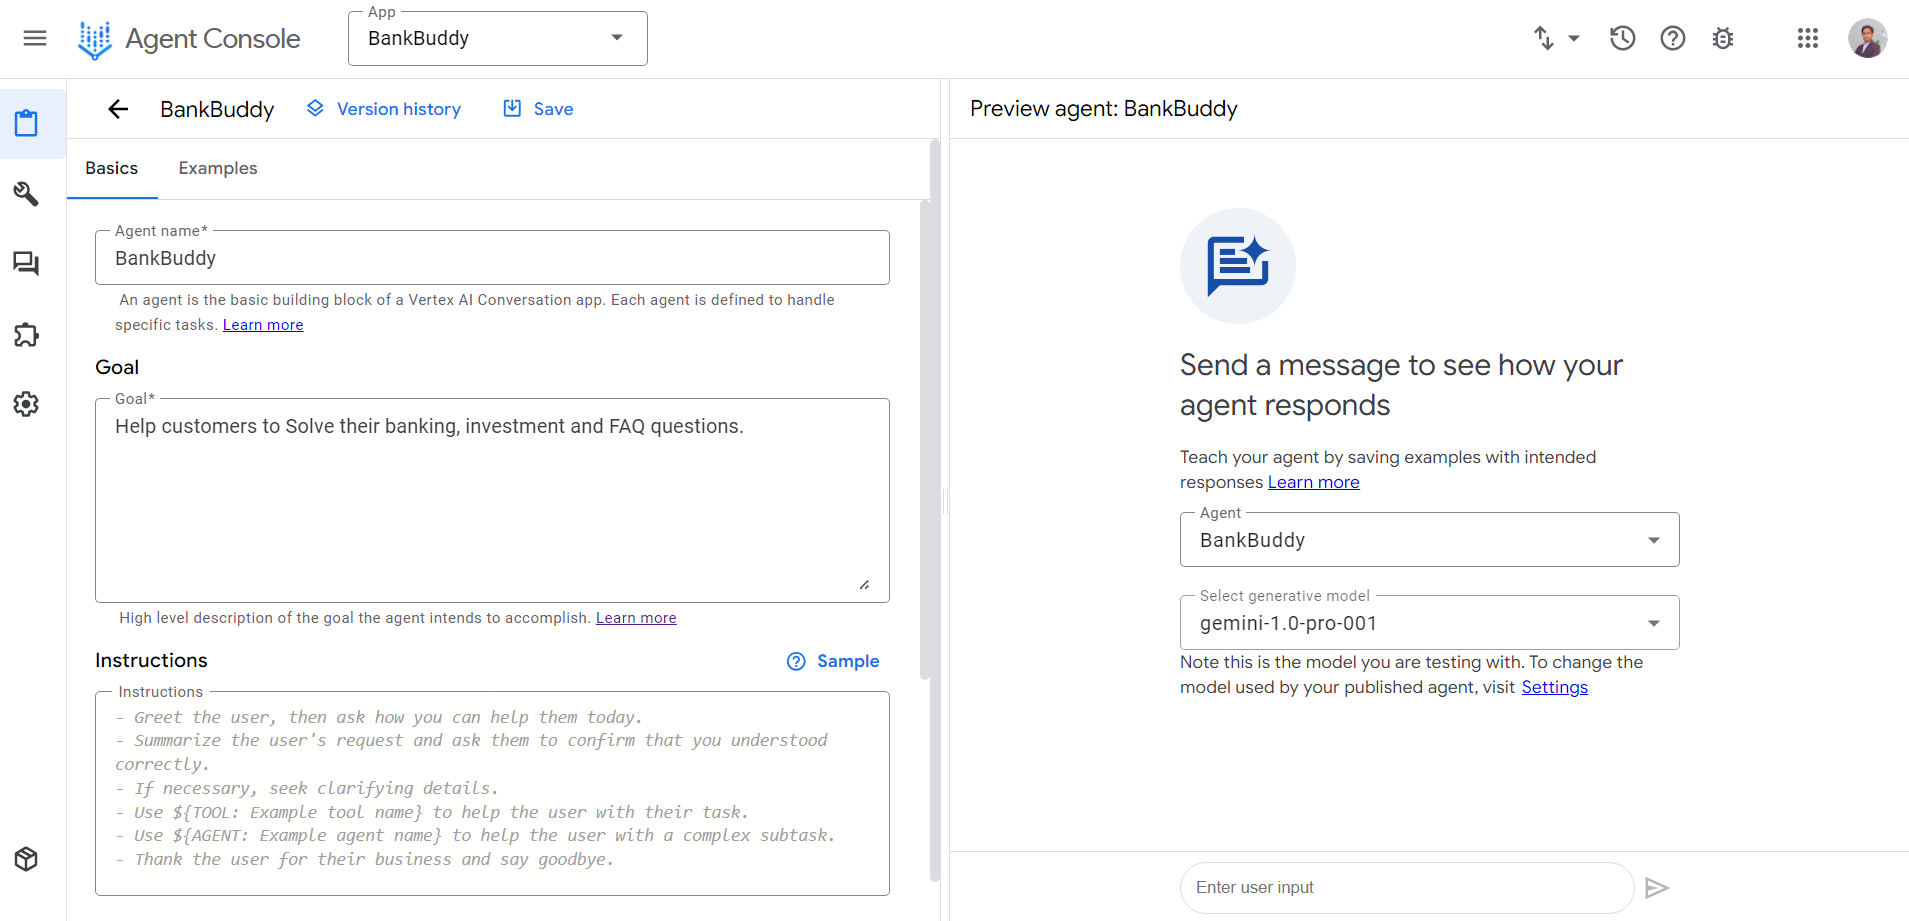 Agent Console
App
BankBuddy
BankBuddy
Version history
Save
Basics
Examples
Agent name*
BankBuddy
An agent is the basic building block of a Vertex AI Conversation app. Each agent is defined to handle
specific tasks. Learn more
Goal
Goal*
Help customers to Solve their banking, investment and FAQ questions.
High level description of the goal the agent intends to accomplish. Learn more
Instructions
Sample
Instructions
- Greet the user, then ask how you can help them today.
- Summarize the user's request and ask them to confirm that you understood
correctly.
- If necessary, seek clarifying details.
- Use ${TOOL: Example tool name} to help the user with their task.
- Use ${AGENT: Example agent name} to help the user with a complex subtask.
- Thank the user for their business and say goodbye.
Preview agent: BankBuddy
Send a message to see how your
agent responds
Teach your agent by saving examples with intended
responses Learn more
Agent
BankBuddy
Select generative model
gemini-1.0-pro-001
Note this is the model you are testing with. To change the
model used by your published agent, visit Settings
Enter user input